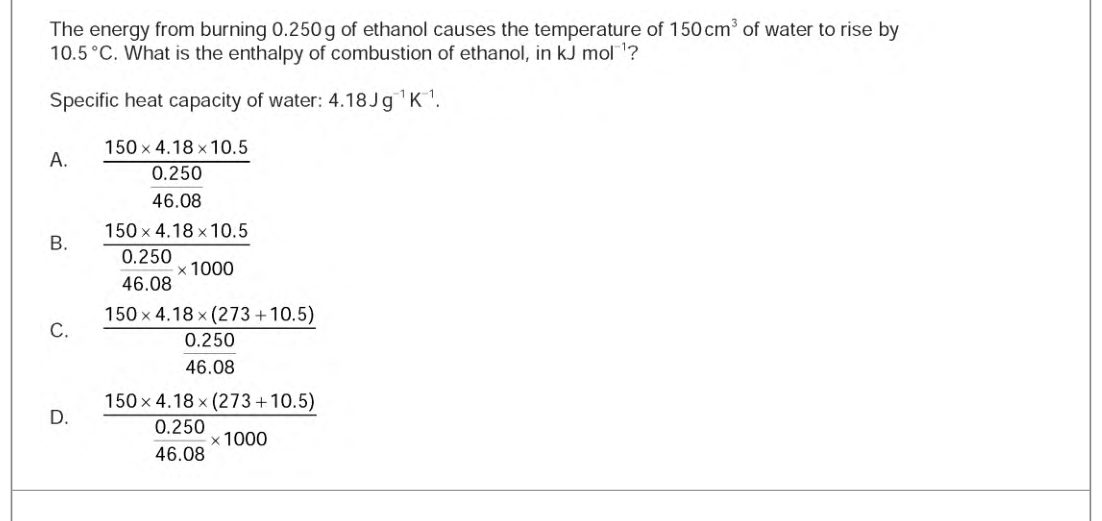 The energy from burning 0.250 g of ethanol causes the temperature of 150 cm³ of water to rise by
10.5 °C. What is the enthalpy of combustion of ethanol, in kJ mol⁻¹?
Specific heat capacity of water: 4.18 J g⁻¹ K⁻¹.
A.
150 × 4.18 × 10.5
0.250
46.08
B.
150 × 4.18 × 10.5
0.250
46.08
× 1000
C.
150 × 4.18 × (273 + 10.5)
0.250
46.08
D.
150 × 4.18 × (273 + 10.5)
0.250
46.08
× 1000